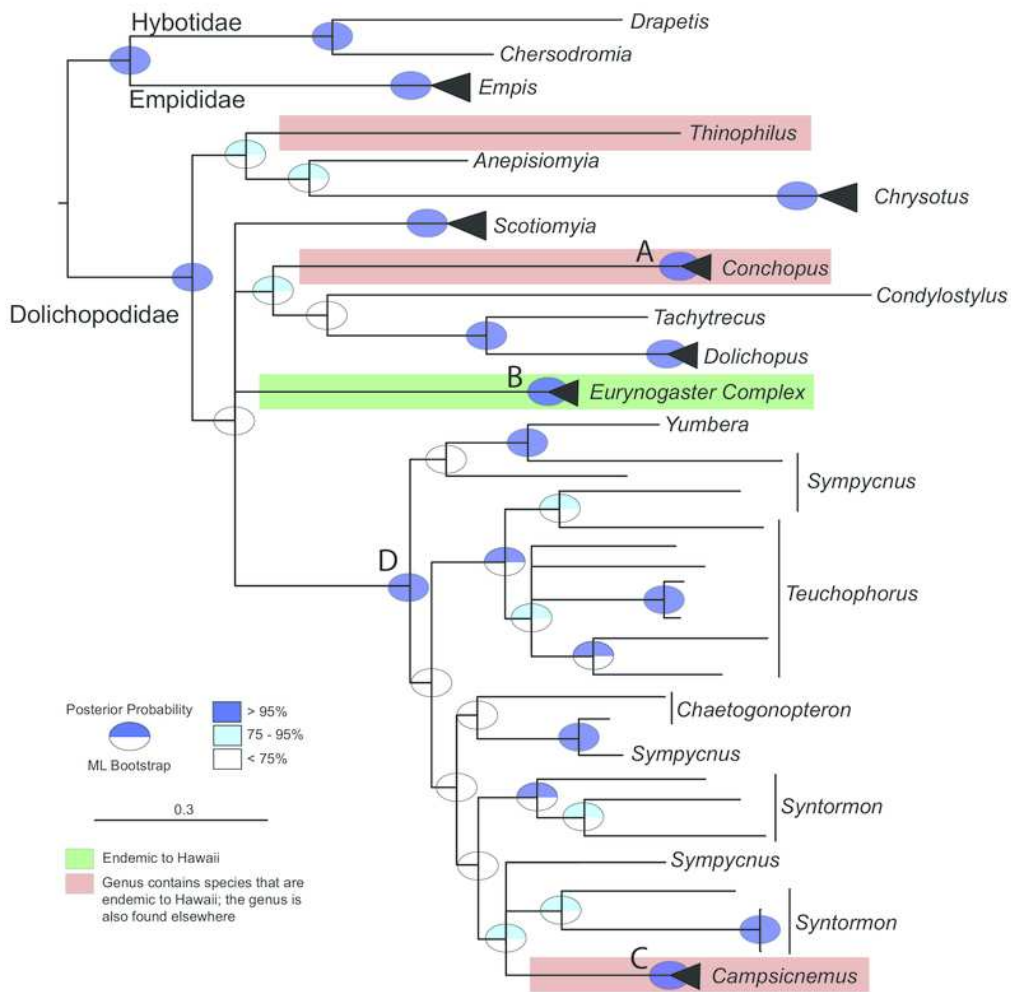 Hybotidae
Drapetis
Chersodromia
Empididae
Empis
Thinophilus
Anepisiomyia
Chrysotus
Scotiomyia
A
Conchopus
Dolichopodidae
Condylostylus
Tachytrecus
Dolichopus
B
Eurynogaster Complex
Yumbera
Sympycnus
D
Teuchophorus
Chaetogonopteron
Sympycnus
Syntormon
Sympycnus
Syntormon
C
Campsicnemus
Posterior Probability
ML Bootstrap
> 95%
75 - 95%
< 75%
0.3
Endemic to Hawaii
Genus contains species that are
endemic to Hawaii; the genus is
also found elsewhere